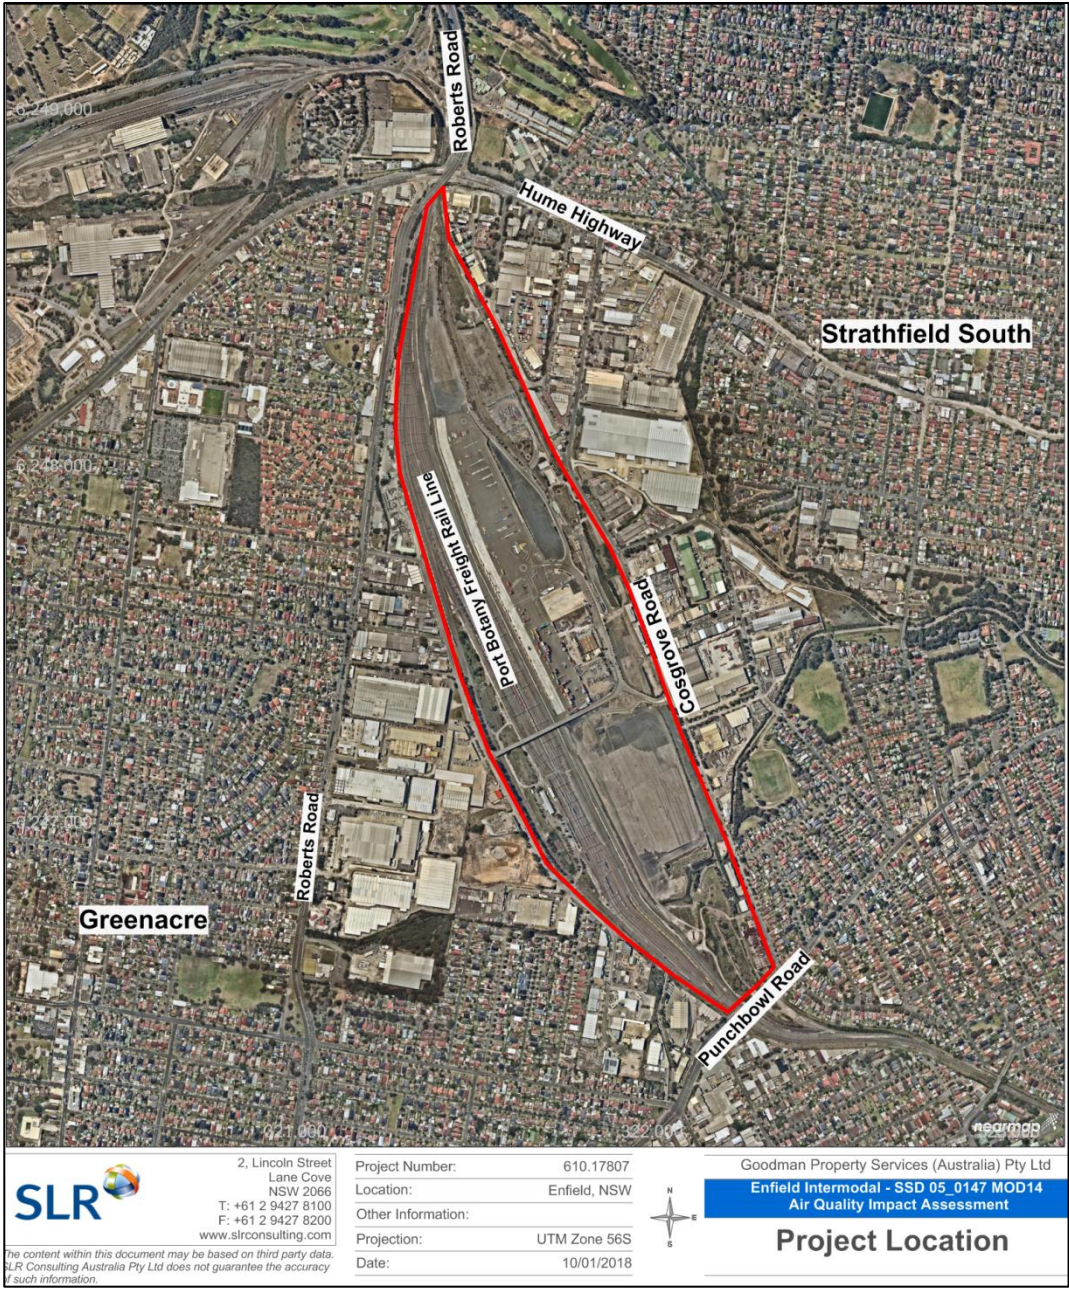 Roberts Road
6,249,000
Hume Highway
Strathfield South
6,248,000
Port Botany Freight Rail Line
Cosgrove Road
6,247,000
Roberts Road
Greenacre
Punchbowl Road
321,000
322,000
nearmap
SLR
2, Lincoln Street
Lane Cove
NSW 2066
T: +61 2 9427 8100
F: +61 2 9427 8200
www.slrconsulting.com
The content within this document may be based on third party data.
SLR Consulting Australia Pty Ltd does not guarantee the accuracy
of such information.
Project Number: 610.17807
Location: Enfield, NSW
Other Information:
Projection: UTM Zone 56S
Date: 10/01/2018
N
E
S
Goodman Property Services (Australia) Pty Ltd
Enfield Intermodal - SSD 05_0147 MOD14
Air Quality Impact Assessment
Project Location